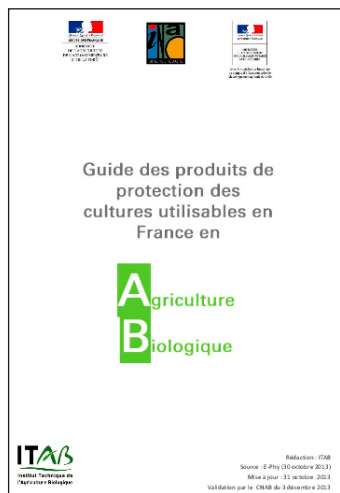 Guide des produits de
protection des
cultures utilisables en
France en
Agriculture
Biologique
ITAB
Institut Technique de
l'Agriculture Biologique
Rédaction : ITAB
Source : E-Phy (30 octobre 2013)
Mise à jour : 31 octobre 2013
Validation par le CNAB du 3 décembre 2013